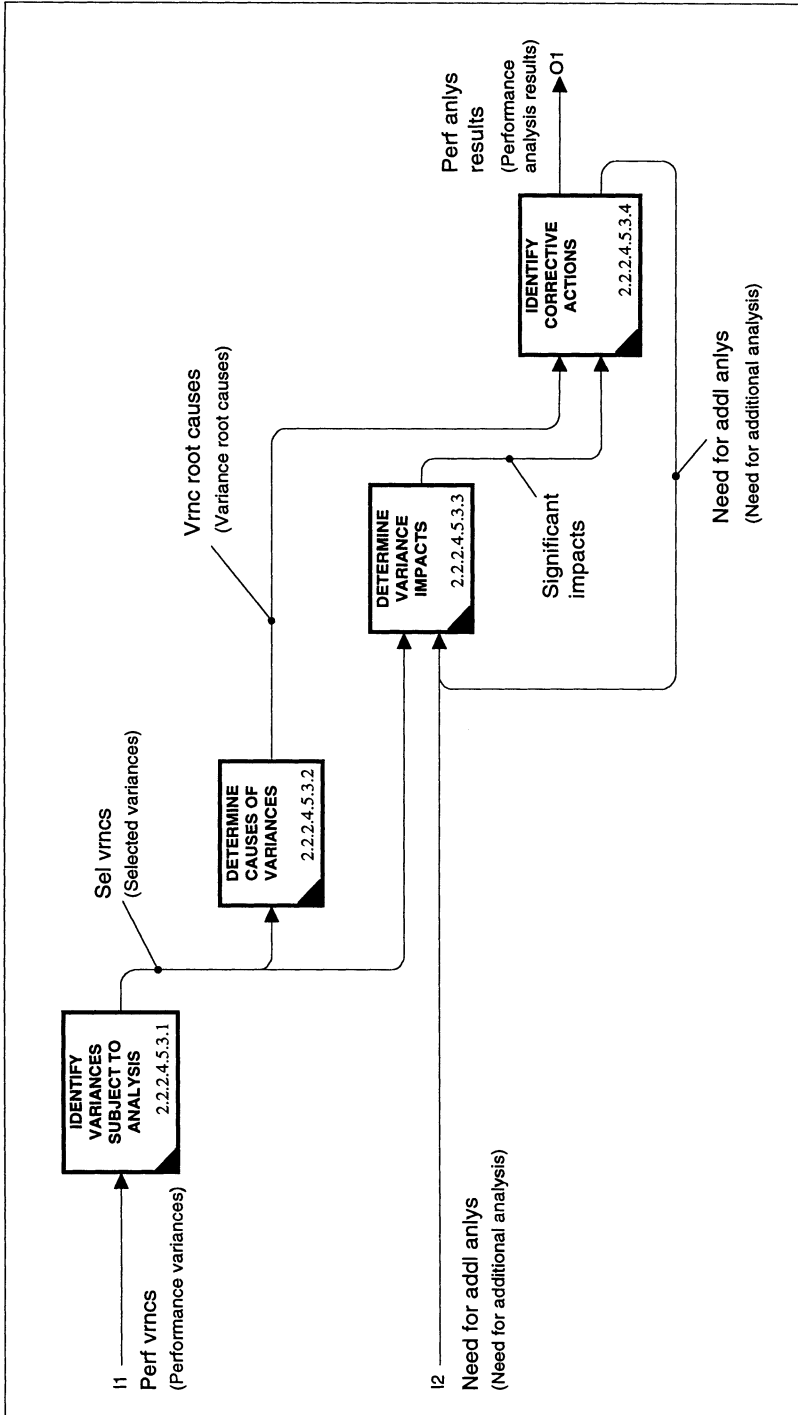 I1
Perf vrncs
(Performance variances)
IDENTIFY
VARIANCES
SUBJECT TO
ANALYSIS
2.2.2.4.5.3.1
Sel vrncs
(Selected variances)
DETERMINE
CAUSES OF
VARIANCES
2.2.2.4.5.3.2
Vrnc root causes
(Variance root causes)
I2
Need for addl anlys
(Need for additional analysis)
DETERMINE
VARIANCE
IMPACTS
2.2.2.4.5.3.3
Significant
impacts
IDENTIFY
CORRECTIVE
ACTIONS
2.2.2.4.5.3.4
Perf anlys
results
(Performance
analysis results)
O1
Need for addl anlys
(Need for additional analysis)